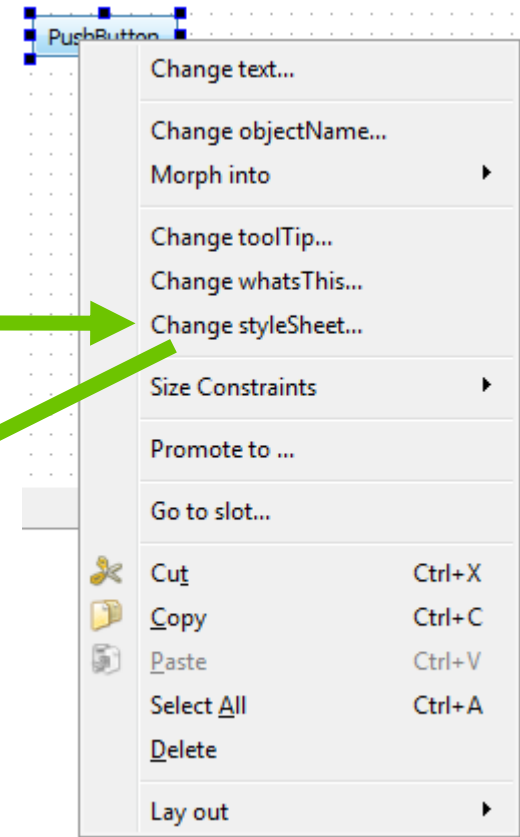 PushButton
Change text...
Change objectName...
Morph into
Change toolTip...
Change whatsThis...
Change styleSheet...
Size Constraints
Promote to ...
Go to slot...
Cut Ctrl+X
Copy Ctrl+C
Paste Ctrl+V
Select All Ctrl+A
Delete
Lay out